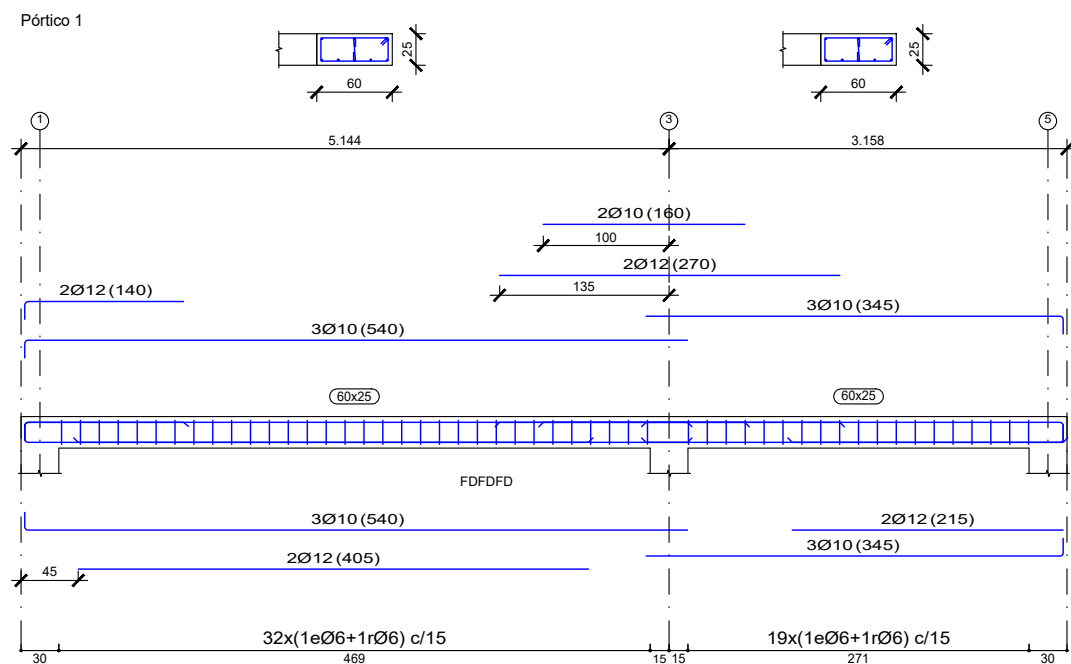 Pórtico 1
25
25
60
60
1
3
5
5.144
3.158
2Ø10 (160)
100
2Ø12 (270)
135
2Ø12 (140)
3Ø10 (345)
3Ø10 (540)
60x25
60x25
FDFDFD
3Ø10 (540)
2Ø12 (215)
3Ø10 (345)
2Ø12 (405)
45
32x(1eØ6+1rØ6) c/15
19x(1eØ6+1rØ6) c/15
30
469
15
15
271
30